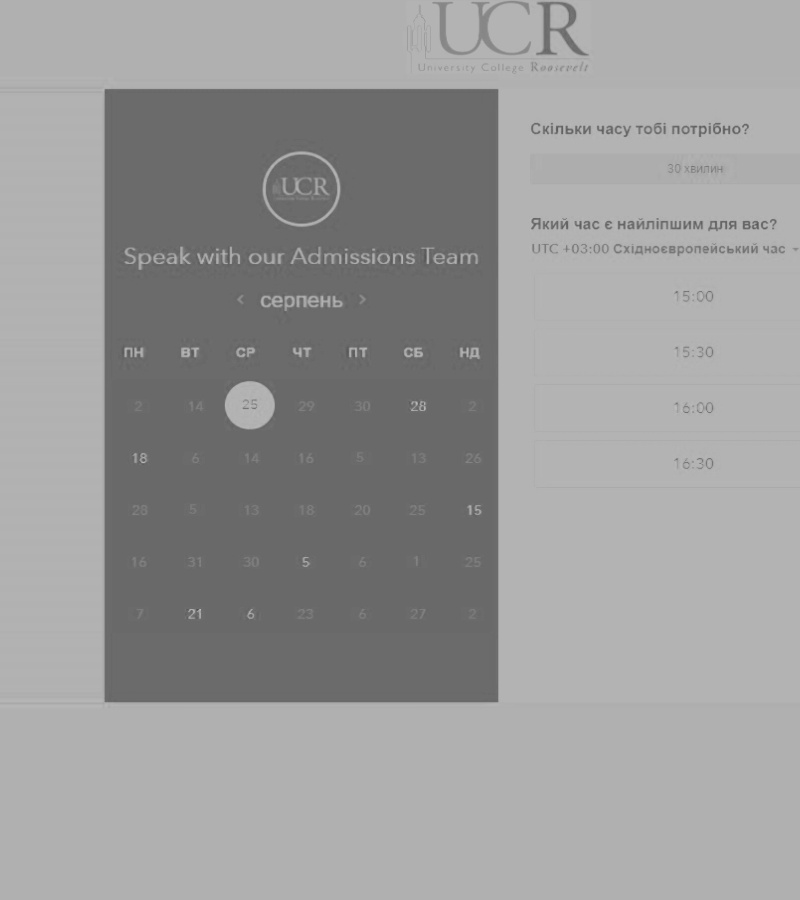 UCR
University College Roosevelt
UCR
Speak with our Admissions Team
< серпень >
ПН ВТ СР ЧТ ПТ СБ НД
2 14 25 29 30 28 2
18 6 14 16 5 13 26
28 5 13 18 20 25 15
16 31 30 5 6 1 25
7 21 6 23 6 27 2
Скільки часу тобі потрібно?
30 хвилин
Який час є найліпшим для вас?
UTC +03:00 Східноєвропейський час
15:00
15:30
16:00
16:30